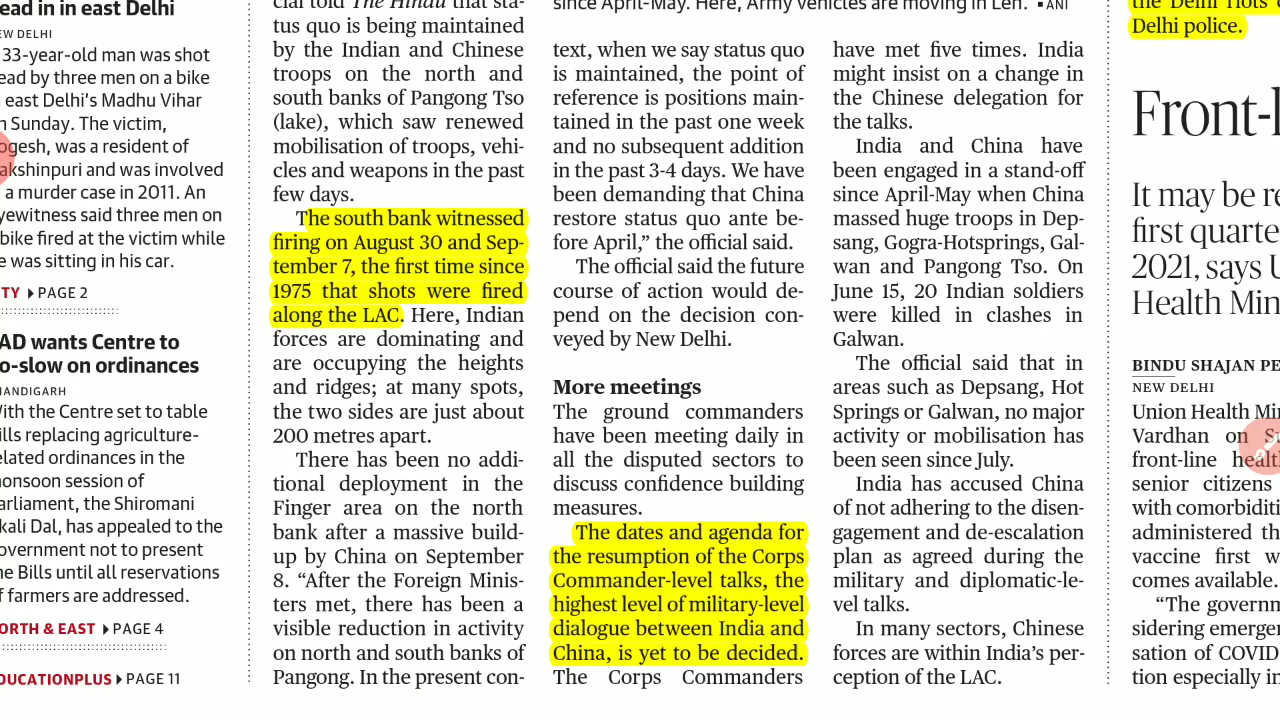 ead in in east Delhi
EW DELHI
33-year-old man was shot
ead by three men on a bike
east Delhi’s Madhu Vihar
n Sunday. The victim,
ogesh, was a resident of
akshinpuri and was involved
a murder case in 2011. An
yewitness said three men on
bike fired at the victim while
e was sitting in his car.
TY PAGE 2
AD wants Centre to
o-slow on ordinances
HANDIGARH
With the Centre set to table
ills replacing agriculture-
elated ordinances in the
monsoon session of
arliament, the Shiromani
kali Dal, has appealed to the
overnment not to present
he Bills until all reservations
f farmers are addressed.
ORTH & EAST PAGE 4
DUCATIONPLUS PAGE 11
cial told The Hindu that sta-
tus quo is being maintained
by the Indian and Chinese
troops on the north and
south banks of Pangong Tso
(lake), which saw renewed
mobilisation of troops, vehi-
cles and weapons in the past
few days.
The south bank witnessed
firing on August 30 and Sep-
tember 7, the first time since
1975 that shots were fired
along the LAC. Here, Indian
forces are dominating and
are occupying the heights
and ridges; at many spots,
the two sides are just about
200 metres apart.
There has been no addi-
tional deployment in the
Finger area on the north
bank after a massive build-
up by China on September
8. “After the Foreign Minis-
ters met, there has been a
visible reduction in activity
on north and south banks of
Pangong. In the present con-
since April-May. Here, Army vehicles are moving in Leh. ▪ ANI
text, when we say status quo
is maintained, the point of
reference is positions main-
tained in the past one week
and no subsequent addition
in the past 3-4 days. We have
been demanding that China
restore status quo ante be-
fore April,” the official said.
The official said the future
course of action would de-
pend on the decision con-
veyed by New Delhi.
More meetings
The ground commanders
have been meeting daily in
all the disputed sectors to
discuss confidence building
measures.
The dates and agenda for
the resumption of the Corps
Commander-level talks, the
highest level of military-level
dialogue between India and
China, is yet to be decided.
The Corps Commanders
have met five times. India
might insist on a change in
the Chinese delegation for
the talks.
India and China have
been engaged in a stand-off
since April-May when China
massed huge troops in Dep-
sang, Gogra-Hotsprings, Gal-
wan and Pangong Tso. On
June 15, 20 Indian soldiers
were killed in clashes in
Galwan.
The official said that in
areas such as Depsang, Hot
Springs or Galwan, no major
activity or mobilisation has
been seen since July.
India has accused China
of not adhering to the disen-
gagement and de-escalation
plan as agreed during the
military and diplomatic-le-
vel talks.
In many sectors, Chinese
forces are within India’s per-
ception of the LAC.
the Delhi riots
Delhi police.
Front-l
It may be re
first quarte
2021, says U
Health Min
BINDU SHAJAN PE
NEW DELHI
Union Health Mi
Vardhan on Su
front-line healt
senior citizens
with comorbiditi
administered th
vaccine first w
comes available.
“The governm
sidering emergen
sation of COVID
tion especially in